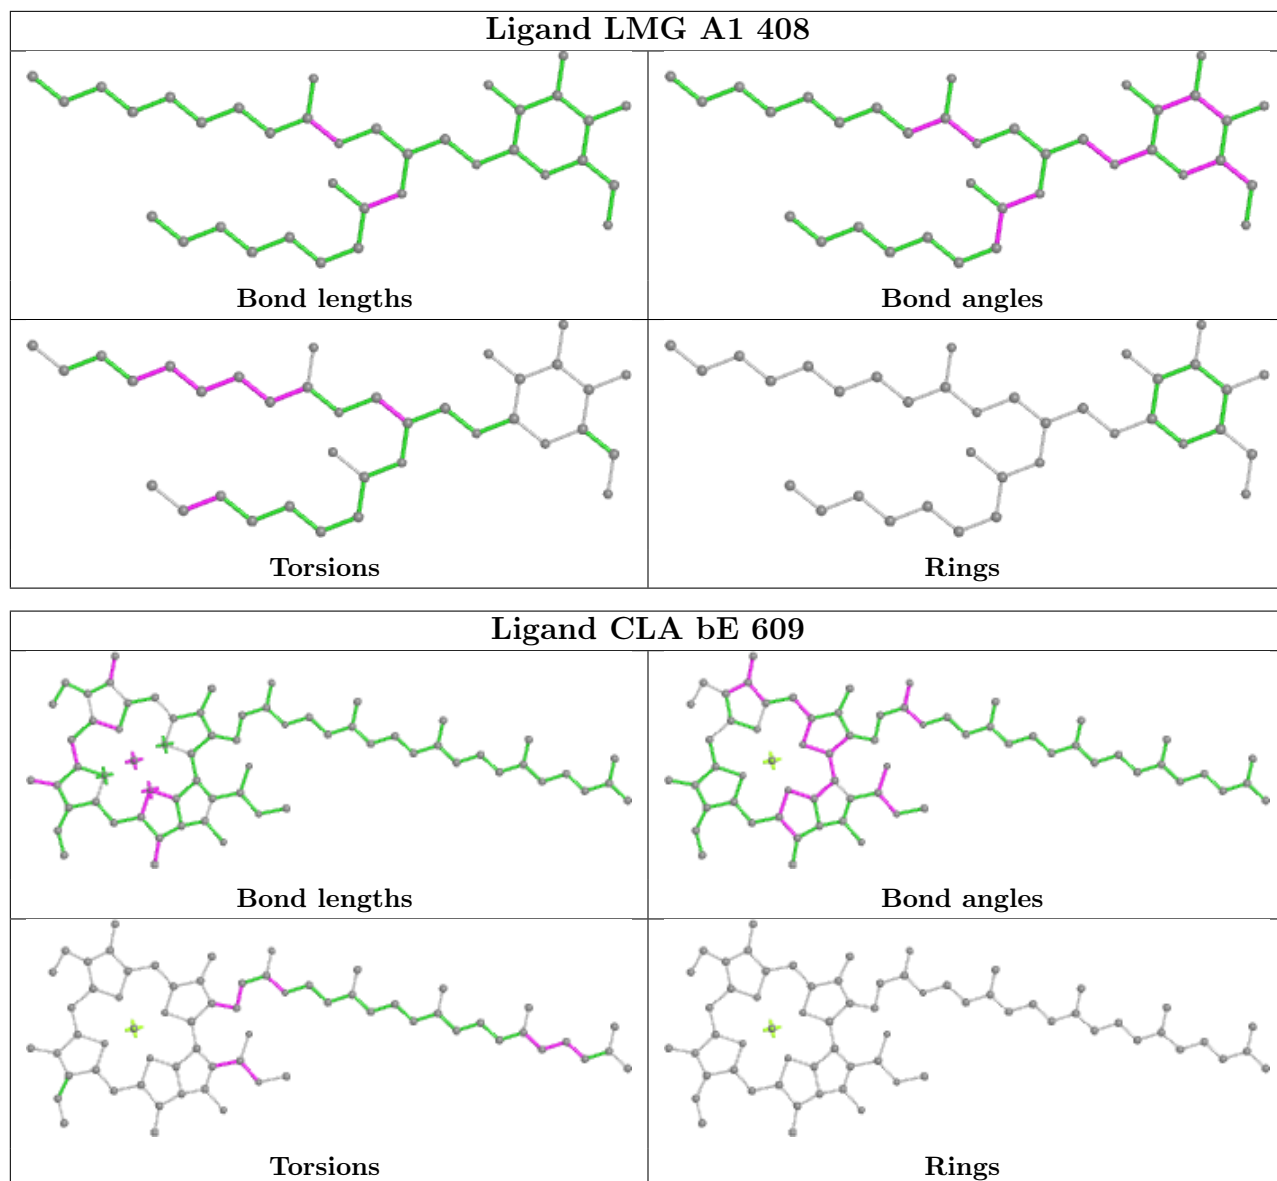 Ligand LMG A1 408
Bond lengths
Bond angles
Torsions
Rings
Ligand CLA bE 609
Bond lengths
Bond angles
Torsions
Rings